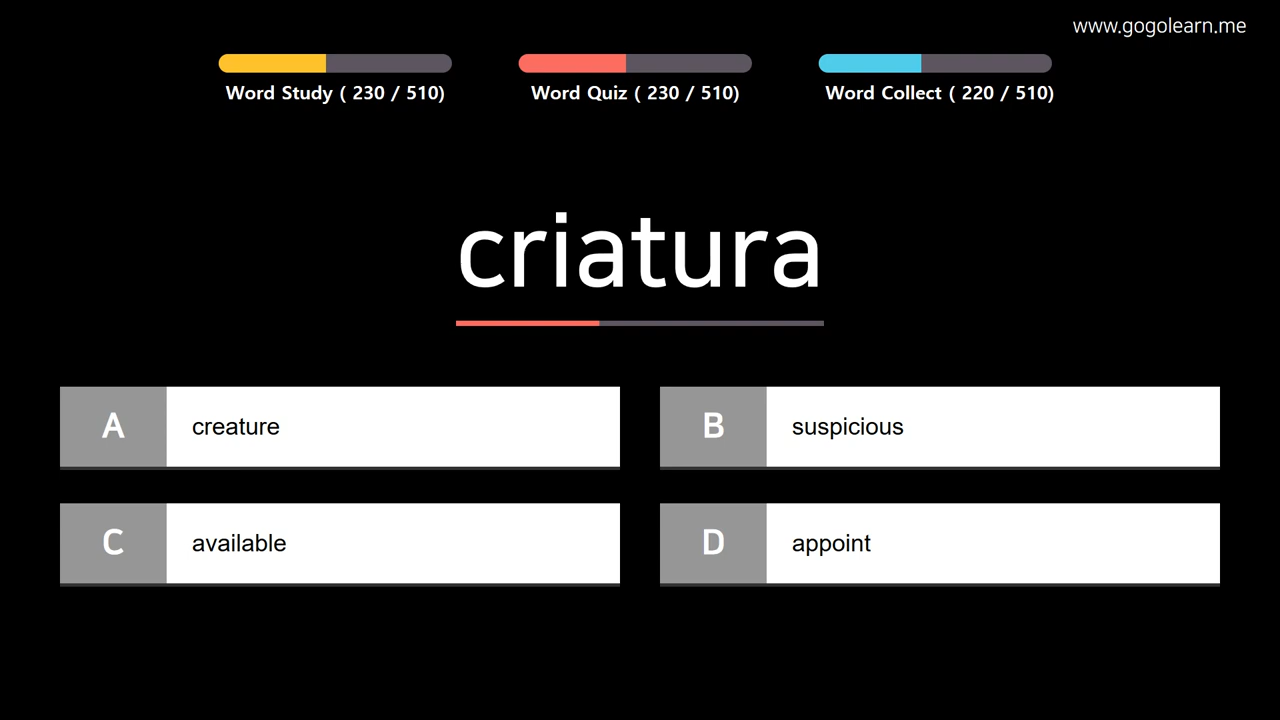 www.gogolearn.me
Word Study ( 230 / 510)
Word Quiz ( 230 / 510)
Word Collect ( 220 / 510)
criatura
A creature
B suspicious
C available
D appoint